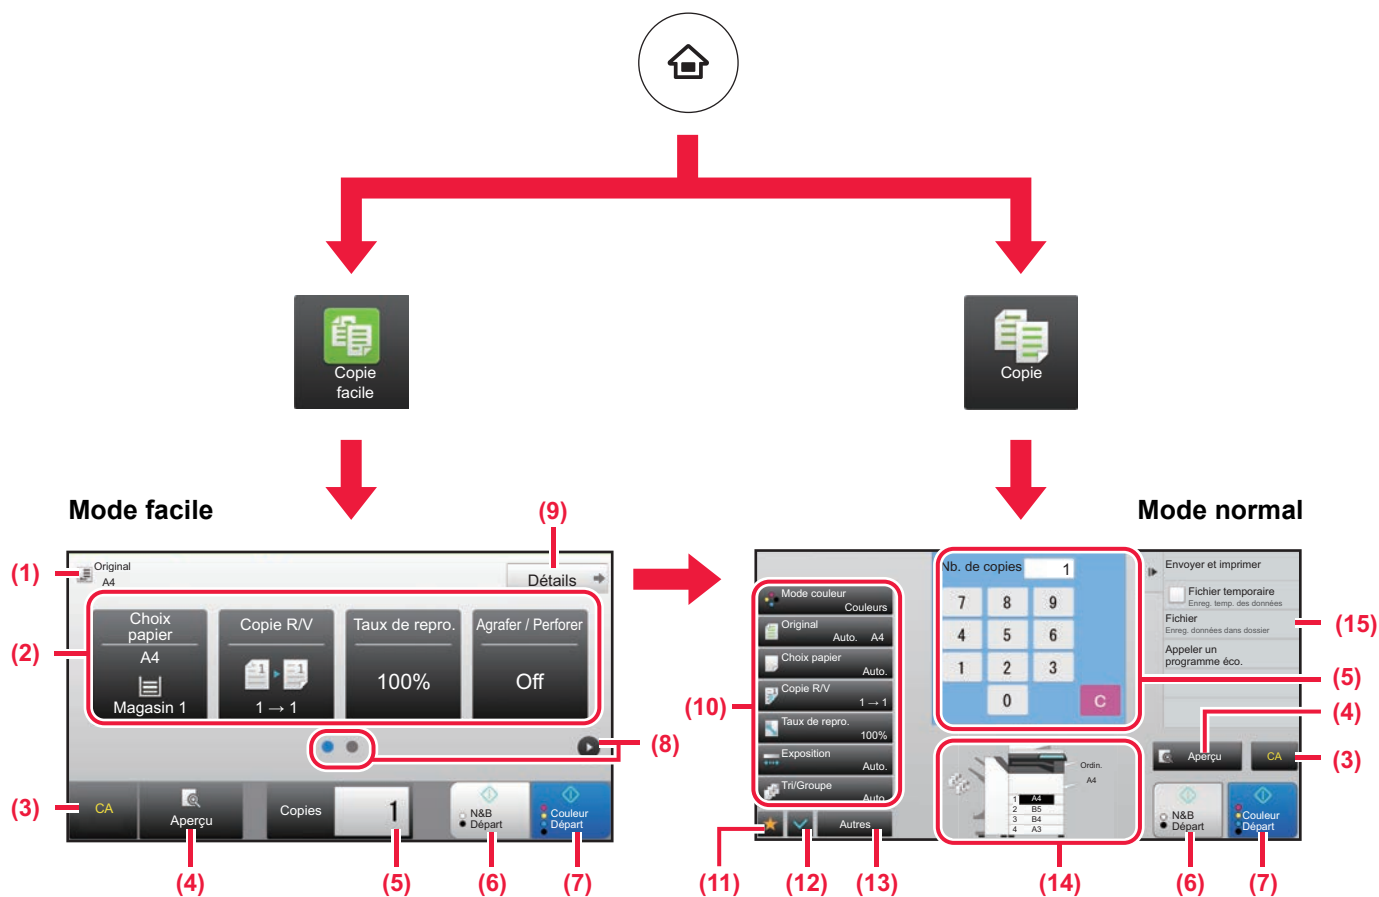 Copie
facile
Copie
Mode facile
(9)
Mode normal
(1)
Original
A4
Détails
(2)
Choix
papier
A4
Magasin 1
Copie R/V
1
1
1 → 1
Taux de repro.
100%
Agrafer / Perforer
Off
(8)
(3)
CA
Aperçu
Copies
1
N&B
Départ
Couleur
Départ
(4)
(5)
(6)
(7)
(10)
Mode couleur
Couleurs
Original
Auto. A4
Choix papier
Auto.
Copie R/V
1 → 1
Taux de repro.
100%
Exposition
Auto.
Tri/Groupe
Auto.
Autres
(11)
(12)
(13)
Nb. de copies 1
7 8 9
4 5 6
1 2 3
0 C
Ordin.
A4
1 A4
2 B5
3 B4
4 A3
(14)
Envoyer et imprimer
Fichier temporaire
Enreg. temp. des données
Fichier
Enreg. données dans dossier
Appeler un
programme éco.
(15)
(5)
(4)
Aperçu
CA
(3)
N&B
Départ
Couleur
Départ
(6)
(7)